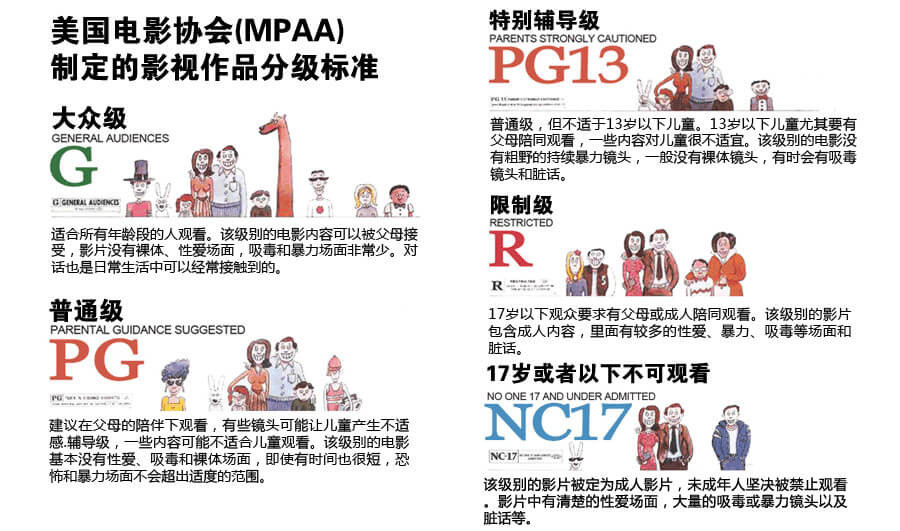 美国电影协会(MPAA)
制定的影视作品分级标准
大众级
GENERAL AUDIENCES
G
G GENERAL AUDIENCES
适合所有年龄段的人观看。该级别的电影内容可以被父母接
受，影片没有裸体、性爱场面，吸毒和暴力场面非常少。对
话也是日常生活中可以经常接触到的。
普通级
PARENTAL GUIDANCE SUGGESTED
PG
PG
建议在父母的陪伴下观看，有些镜头可能让儿童产生不适
感.辅导级，一些内容可能不适合儿童观看。该级别的电影
基本没有性爱、吸毒和裸体场面，即使有时间也很短，恐
怖和暴力场面不会超出适度的范围。
特别辅导级
PARENTS STRONGLY CAUTIONED
PG13
普通级，但不适于13岁以下儿童。13岁以下儿童尤其要有
父母陪同观看，一些内容对儿童很不适宜。该级别的电影没
有粗野的持续暴力镜头，一般没有裸体镜头，有时会有吸毒
镜头和脏话。
限制级
RESTRICTED
R
R
17岁以下观众要求有父母或成人陪同观看。该级别的影片
包含成人内容，里面有较多的性爱、暴力、吸毒等场面和
脏话。
17岁或者以下不可观看
NO ONE 17 AND UNDER ADMITTED
NC17
NC-17
该级别的影片被定为成人影片，未成年人坚决被禁止观看
。影片中有清楚的性爱场面，大量的吸毒或暴力镜头以及
脏话等。